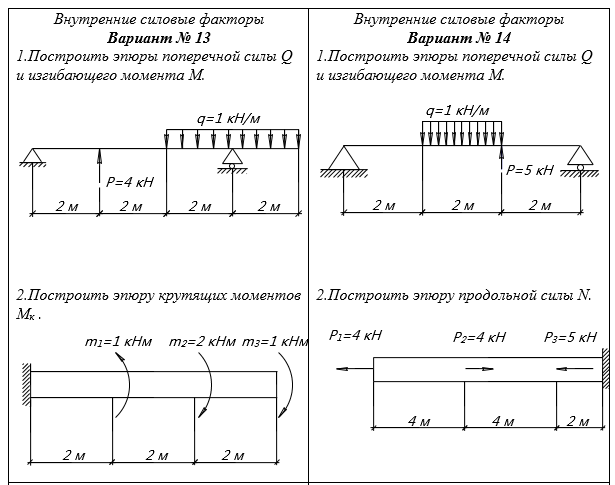 Внутренние силовые факторы
Вариант № 13
1.Построить эпюры поперечной силы Q
и изгибающего момента М.
q=1 кН/м
P=4 кН
2 м
2 м
2 м
2 м
2.Построить эпюру крутящих моментов
Мк .
m1=1 кНм
m2=2 кНм
m3=1 кНм
2 м
2 м
2 м
Внутренние силовые факторы
Вариант № 14
1.Построить эпюры поперечной силы Q
и изгибающего момента М.
q=1 кН/м
P=5 кН
2 м
2 м
2 м
2.Построить эпюру продольной силы N.
P1=4 кН
P2=4 кН
P3=5 кН
4 м
4 м
2 м